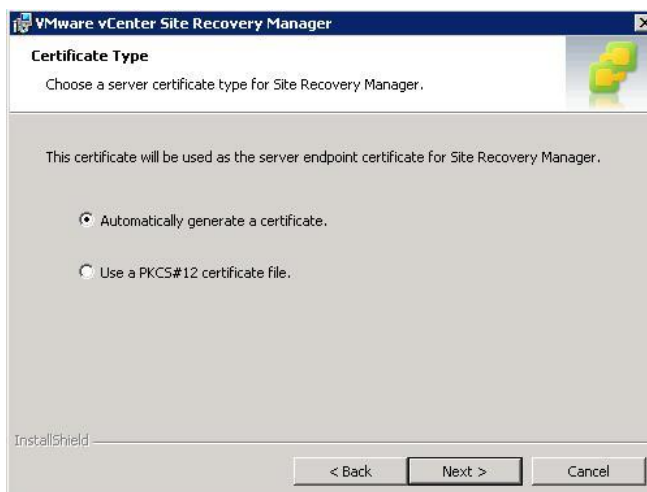 VMware vCenter Site Recovery Manager
Certificate Type
Choose a server certificate type for Site Recovery Manager.
This certificate will be used as the server endpoint certificate for Site Recovery Manager.
Automatically generate a certificate.
Use a PKCS#12 certificate file.
InstallShield
< Back Next > Cancel